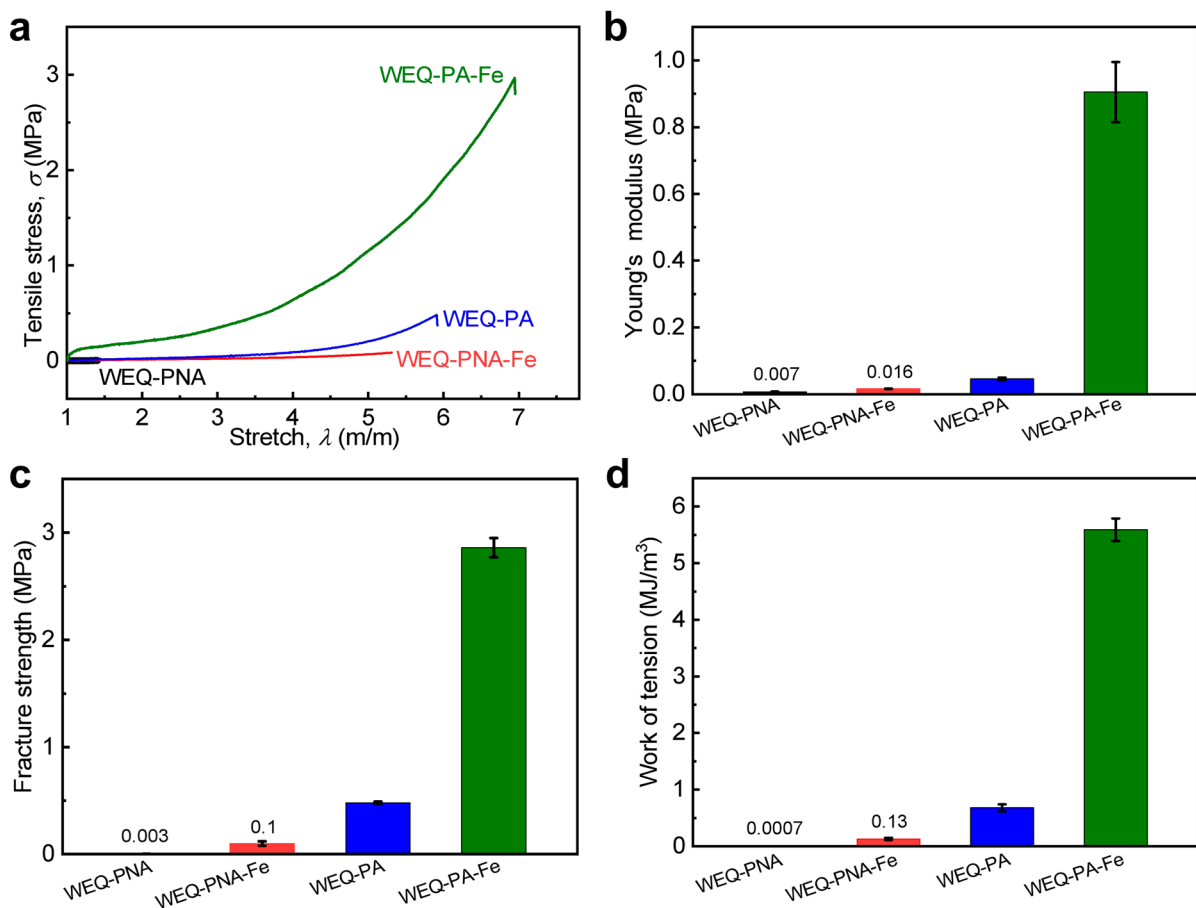 a
Tensile stress, σ (MPa)
3
2
1
0
WEQ-PA-Fe
WEQ-PA
WEQ-PNA-Fe
WEQ-PNA
1 2 3 4 5 6 7
Stretch, λ (m/m)
b
Young's modulus (MPa)
1.0
0.8
0.6
0.4
0.2
0.0
0.007
0.016
WEQ-PNA
WEQ-PNA-Fe
WEQ-PA
WEQ-PA-Fe
c
Fracture strength (MPa)
3
2
1
0
0.003
0.1
WEQ-PNA
WEQ-PNA-Fe
WEQ-PA
WEQ-PA-Fe
d
Work of tension (MJ/m³)
6
5
4
3
2
1
0
0.0007
0.13
WEQ-PNA
WEQ-PNA-Fe
WEQ-PA
WEQ-PA-Fe